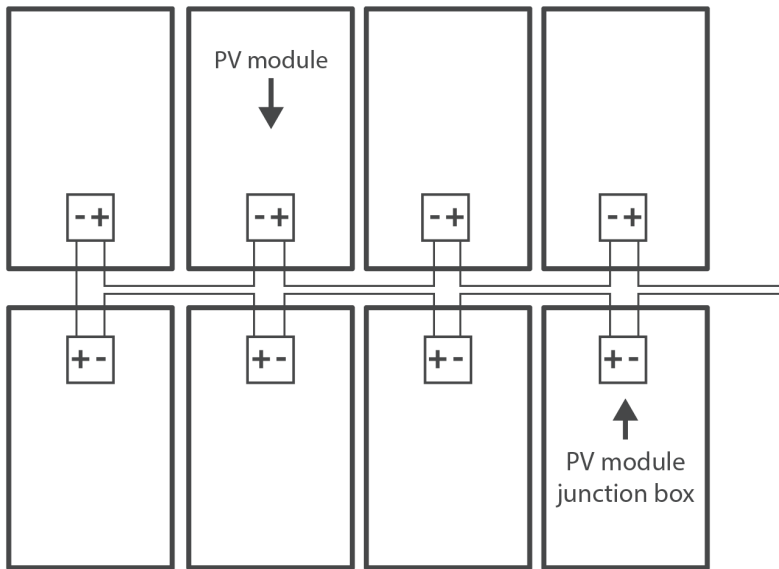 PV module
- +
- +
- +
- +
+ -
+ -
+ -
+ -
PV module
junction box